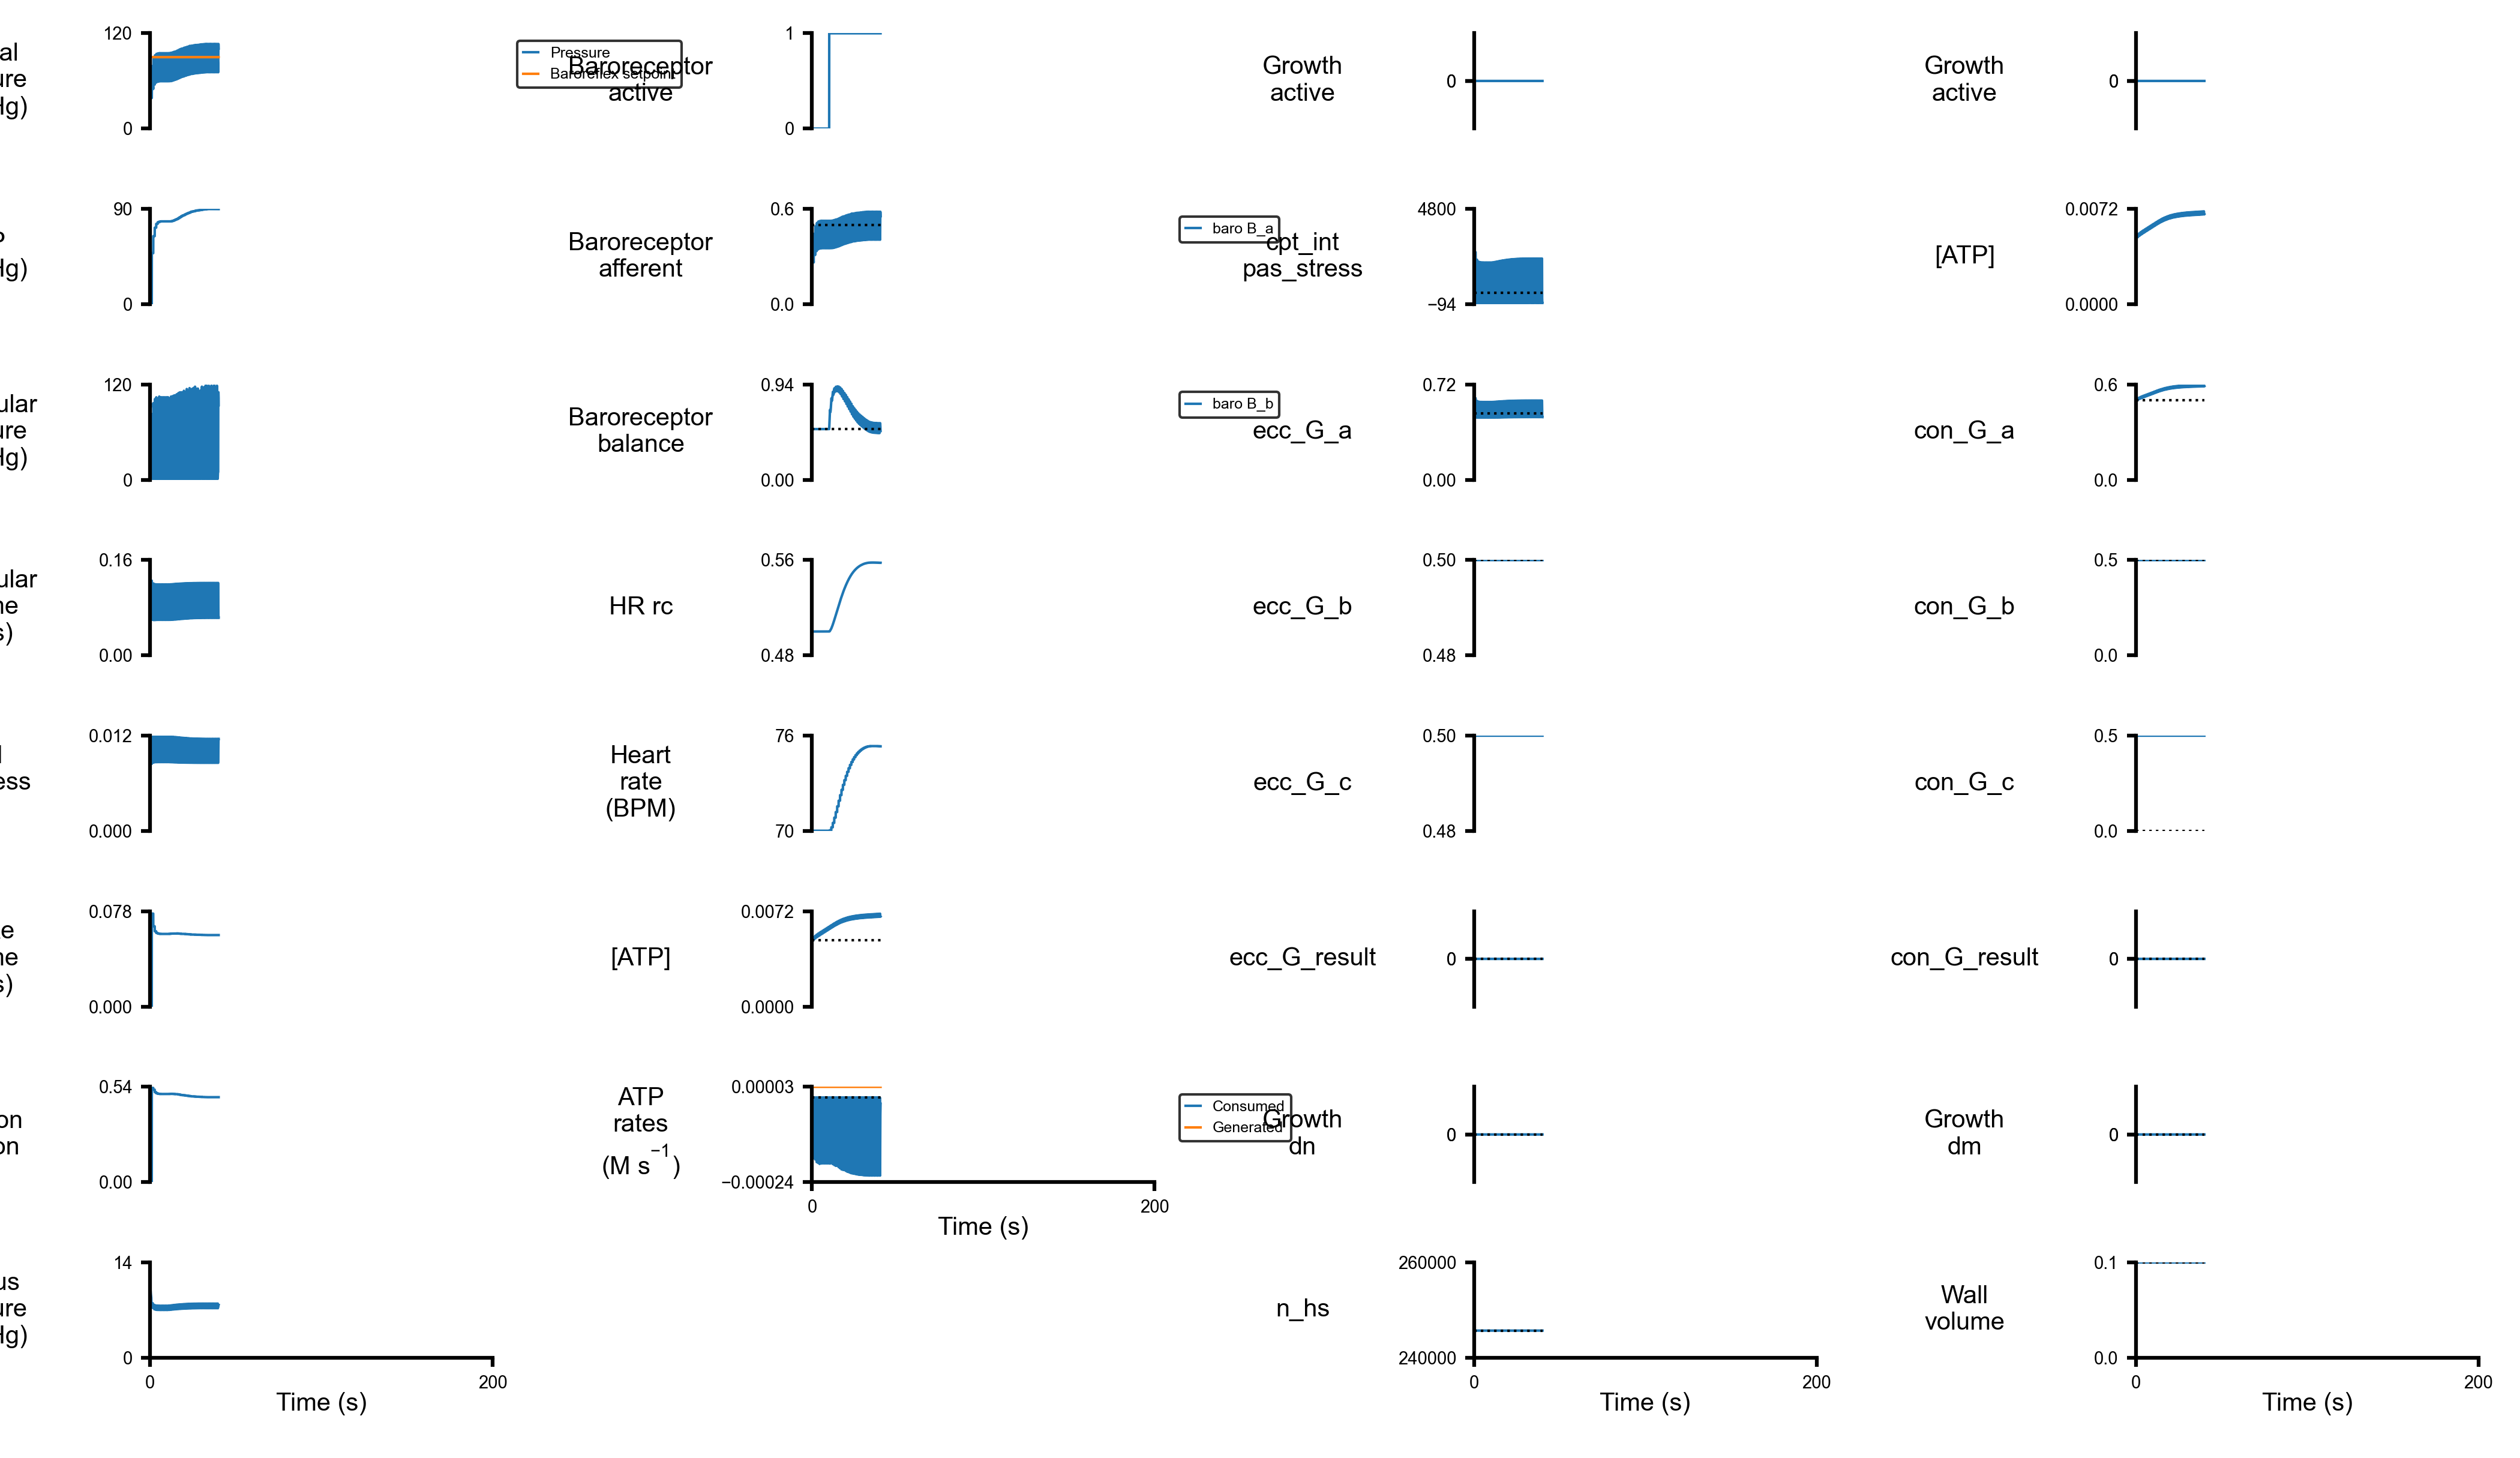 al
ure
Hg)
120
0
Pressure
Baroreflex setpoint
P
Hg)
90
0
ular
ure
Hg)
120
0
ular
ne
s)
0.16
0.00
ess
0.012
0.000
e
ne
s)
0.078
0.000
on
on
0.54
0.00
us
ure
Hg)
14
0
0
200
Time (s)
Baroreceptor
active
1
0
Baroreceptor
afferent
0.6
0.0
baro B_a
Baroreceptor
balance
0.94
0.00
baro B_b
HR rc
0.56
0.48
Heart
rate
(BPM)
76
70
[ATP]
0.0072
0.0000
ATP
rates
(M s−1)
0.00003
−0.00024
Consumed
Generated
0
200
Time (s)
Growth
active
0
cpt_int
pas_stress
4800
−94
ecc_G_a
0.72
0.00
ecc_G_b
0.50
0.48
ecc_G_c
0.50
0.48
ecc_G_result
0
Growth
dn
0
n_hs
260000
240000
0
200
Time (s)
Growth
active
0
[ATP]
0.0072
0.0000
con_G_a
0.6
0.0
con_G_b
0.5
0.0
con_G_c
0.5
0.0
con_G_result
0
Growth
dm
0
Wall
volume
0.1
0.0
0
200
Time (s)